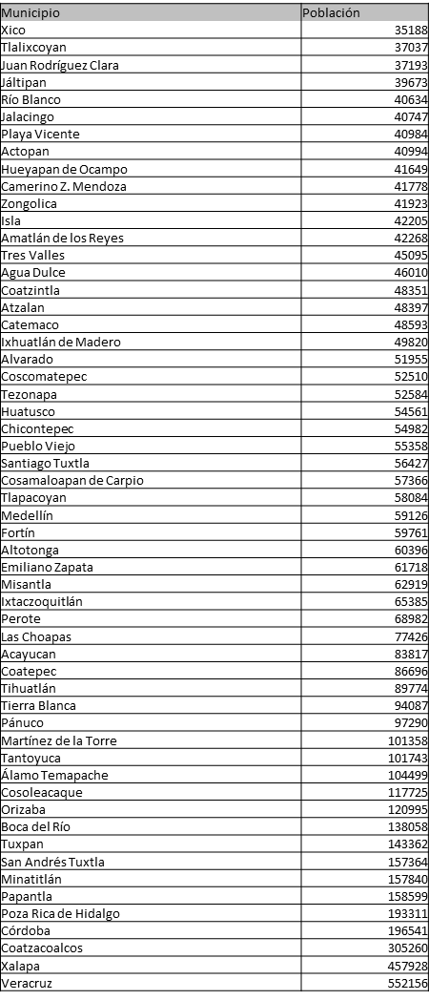 Municipio Población
Xico 35188
Tlalixcoyan 37037
Juan Rodríguez Clara 37193
Jáltipan 39673
Río Blanco 40634
Jalacingo 40747
Playa Vicente 40984
Actopan 40994
Hueyapan de Ocampo 41649
Camerino Z. Mendoza 41778
Zongolica 41923
Isla 42205
Amatlán de los Reyes 42268
Tres Valles 45095
Agua Dulce 46010
Coatzintla 48351
Atzalan 48397
Catemaco 48593
Ixhuatlán de Madero 49820
Alvarado 51955
Coscomatepec 52510
Tezonapa 52584
Huatusco 54561
Chicontepec 54982
Pueblo Viejo 55358
Santiago Tuxtla 56427
Cosamaloapan de Carpio 57366
Tlapacoyan 58084
Medellín 59126
Fortín 59761
Altotonga 60396
Emiliano Zapata 61718
Misantla 62919
Ixtaczoquitlán 65385
Perote 68982
Las Choapas 77426
Acayucan 83817
Coatepec 86696
Tihuatlán 89774
Tierra Blanca 94087
Pánuco 97290
Martínez de la Torre 101358
Tantoyuca 101743
Álamo Temapache 104499
Cosoleacaque 117725
Orizaba 120995
Boca del Río 138058
Tuxpan 143362
San Andrés Tuxtla 157364
Minatitlán 157840
Papantla 158599
Poza Rica de Hidalgo 193311
Córdoba 196541
Coatzacoalcos 305260
Xalapa 457928
Veracruz 552156